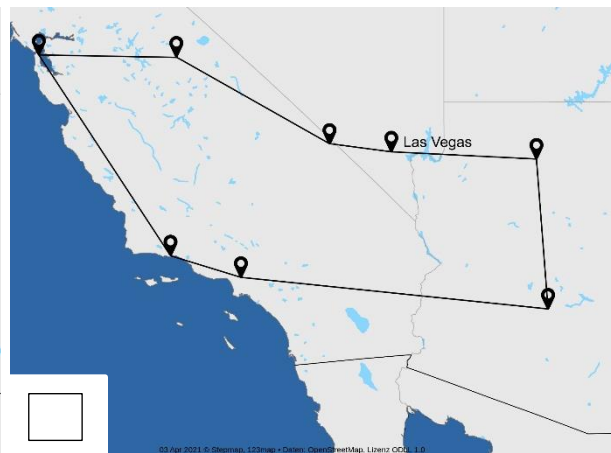 Las Vegas
03 Apr 2021 © Stepmap, 123map • Daten: OpenStreetMap, Lizenz ODbL 1.0